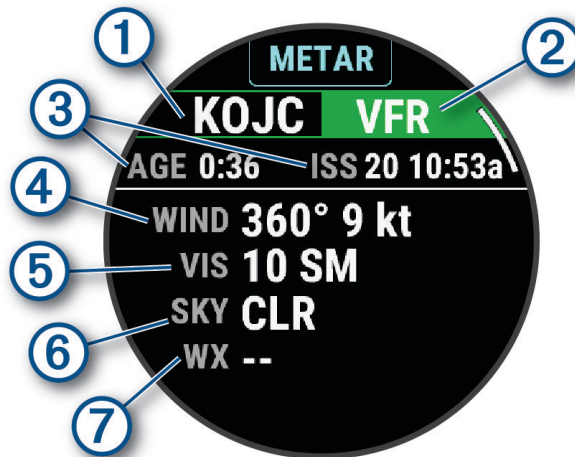 1
2
METAR
3
KOJC VFR
AGE 0:36 ISS 20 10:53a
4
WIND 360° 9 kt
5
VIS 10 SM
6
SKY CLR
WX --
7